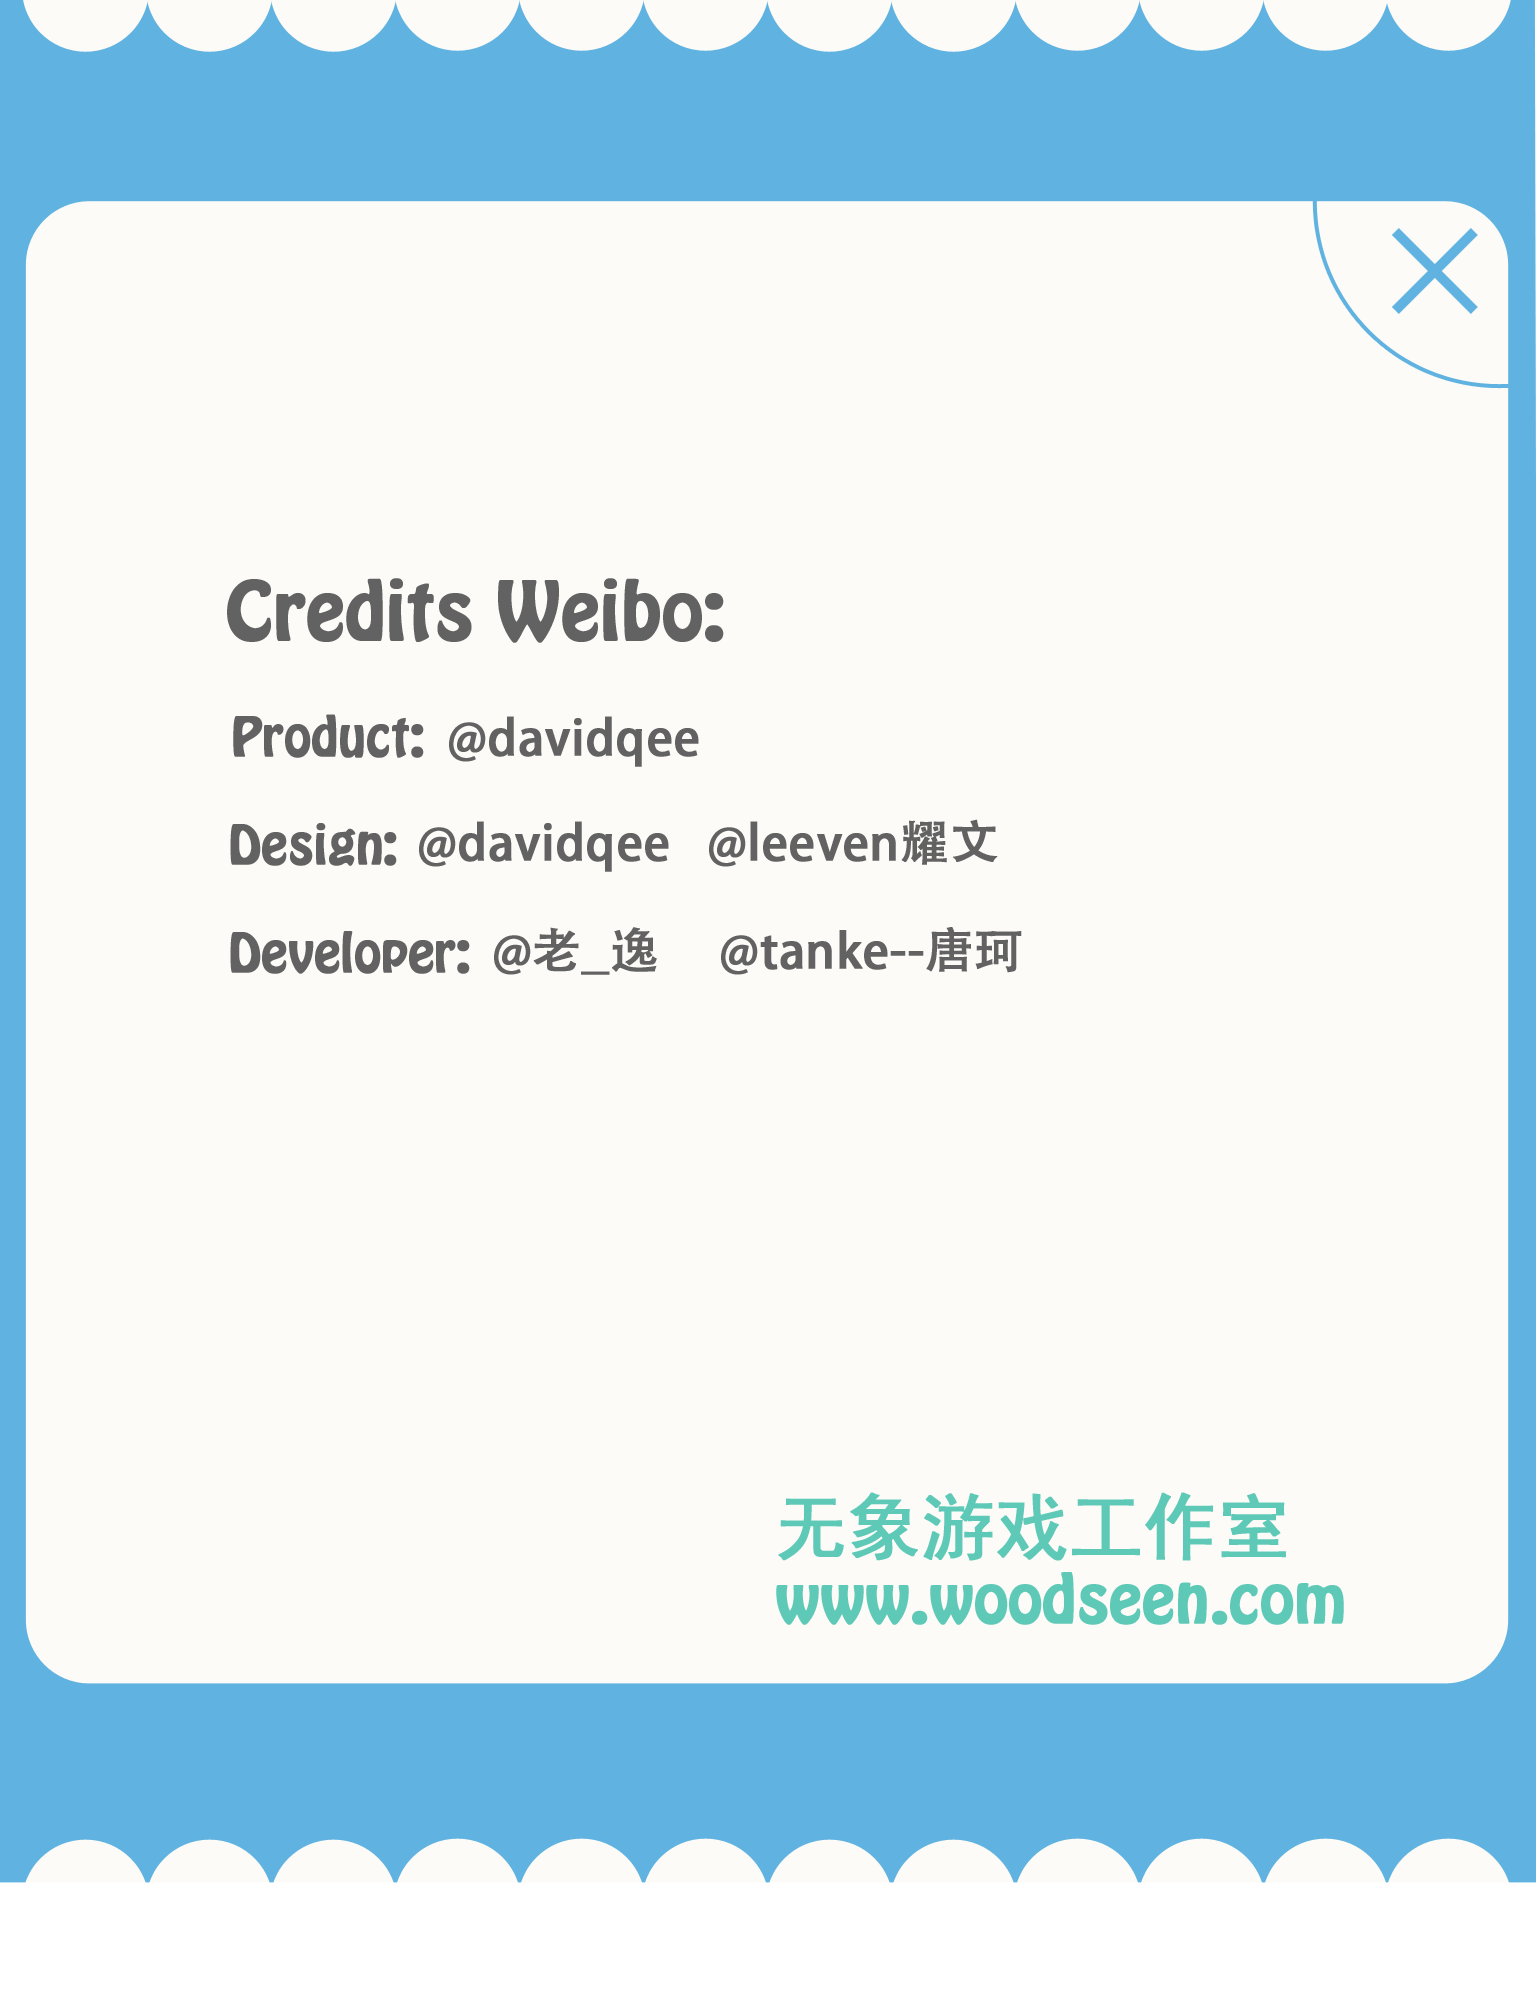 Credits Weibo:
Product: @davidqee
Design: @davidqee @leeven耀文
Developer: @老_逸 @tanke--唐珂
无象游戏工作室
www.woodseen.com